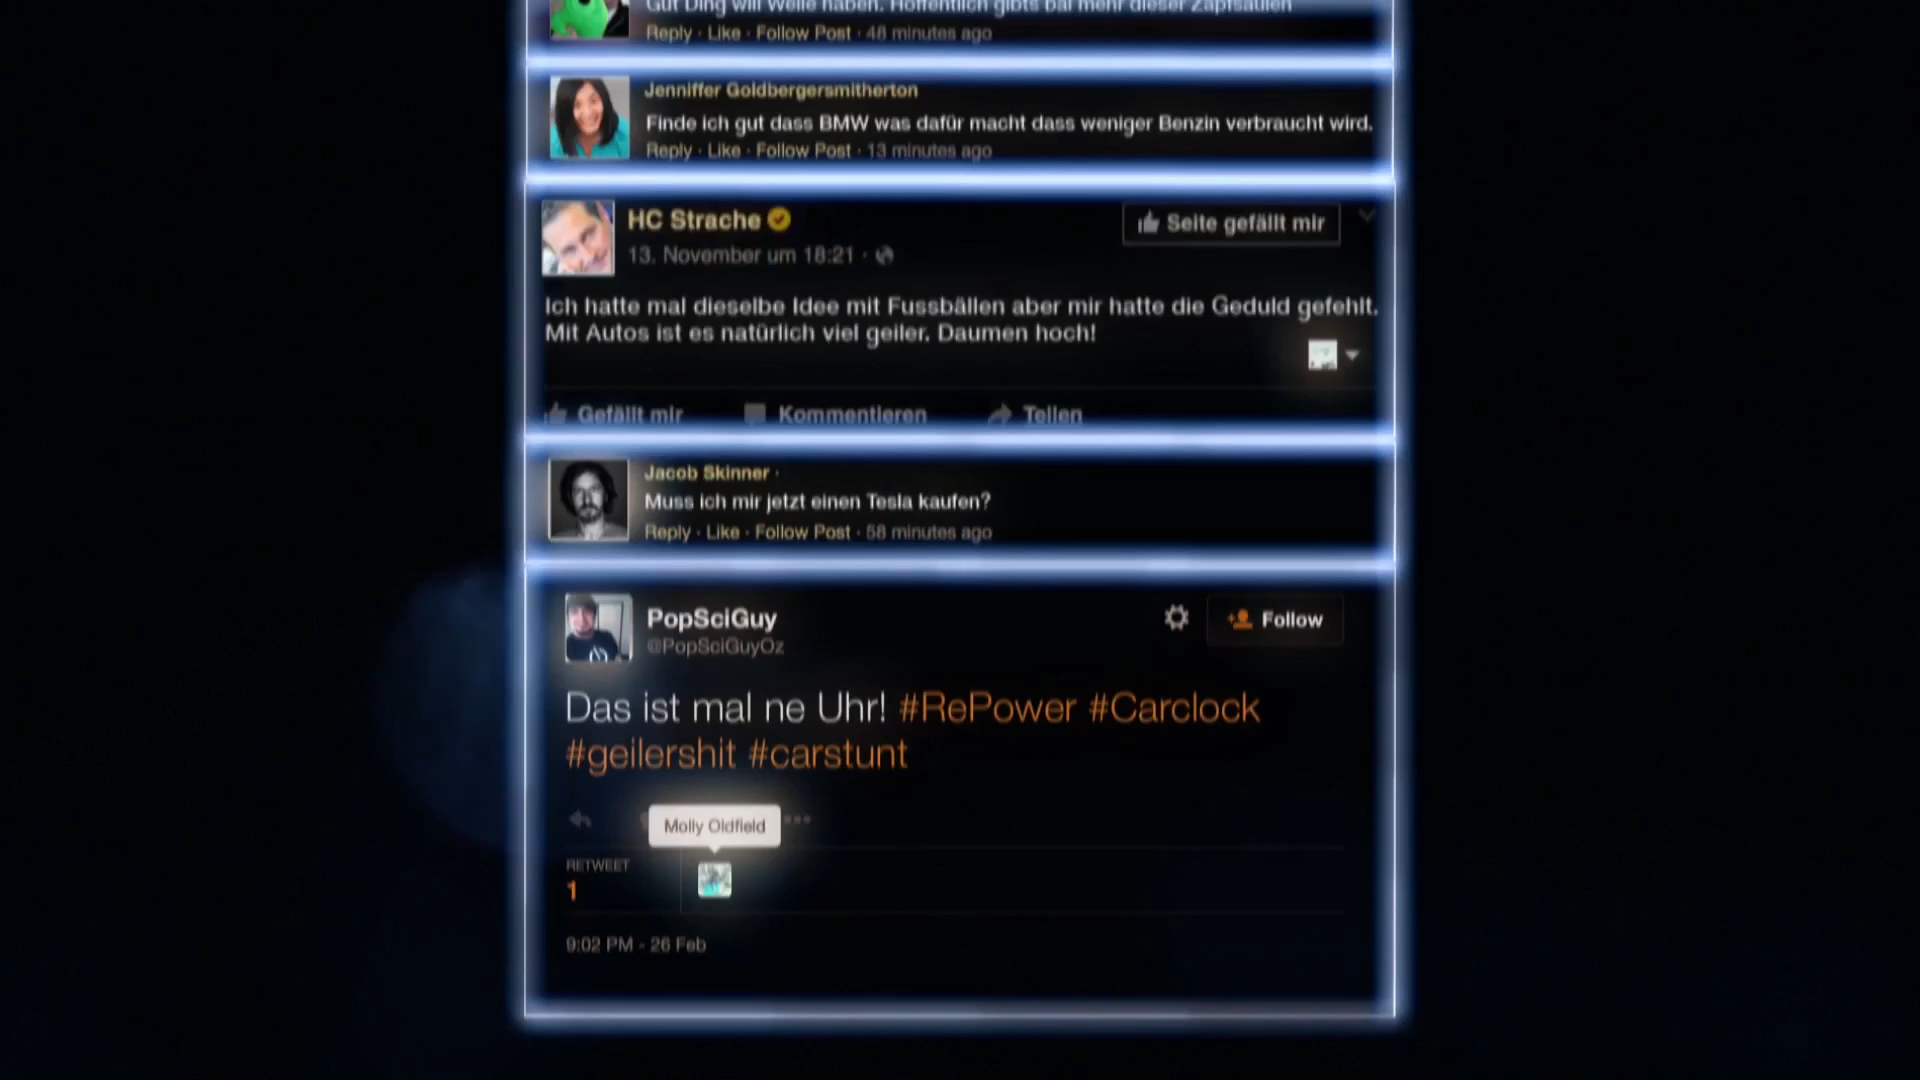 Gut Ding will Weile haben. Hoffentlich gibts bal mehr dieser Zapfsäulen
Reply · Like · Follow Post · 48 minutes ago
Jenniffer Goldbergersmitherton
Finde ich gut dass BMW was dafür macht dass weniger Benzin verbraucht wird.
Reply · Like · Follow Post · 13 minutes ago
HC Strache
Seite gefällt mir
13. November um 18:21 ·
Ich hatte mal dieselbe Idee mit Fussbällen aber mir hatte die Geduld gefehlt.
Mit Autos ist es natürlich viel geiler. Daumen hoch!
Gefällt mir Kommentieren Teilen
Jacob Skinner ·
Muss ich mir jetzt einen Tesla kaufen?
Reply · Like · Follow Post · 58 minutes ago
PopSciGuy
@PopSciGuyOz
Follow
Das ist mal ne Uhr! #RePower #Carclock
#geilershit #carstunt
Molly Oldfield
RETWEET
1
9:02 PM - 26 Feb